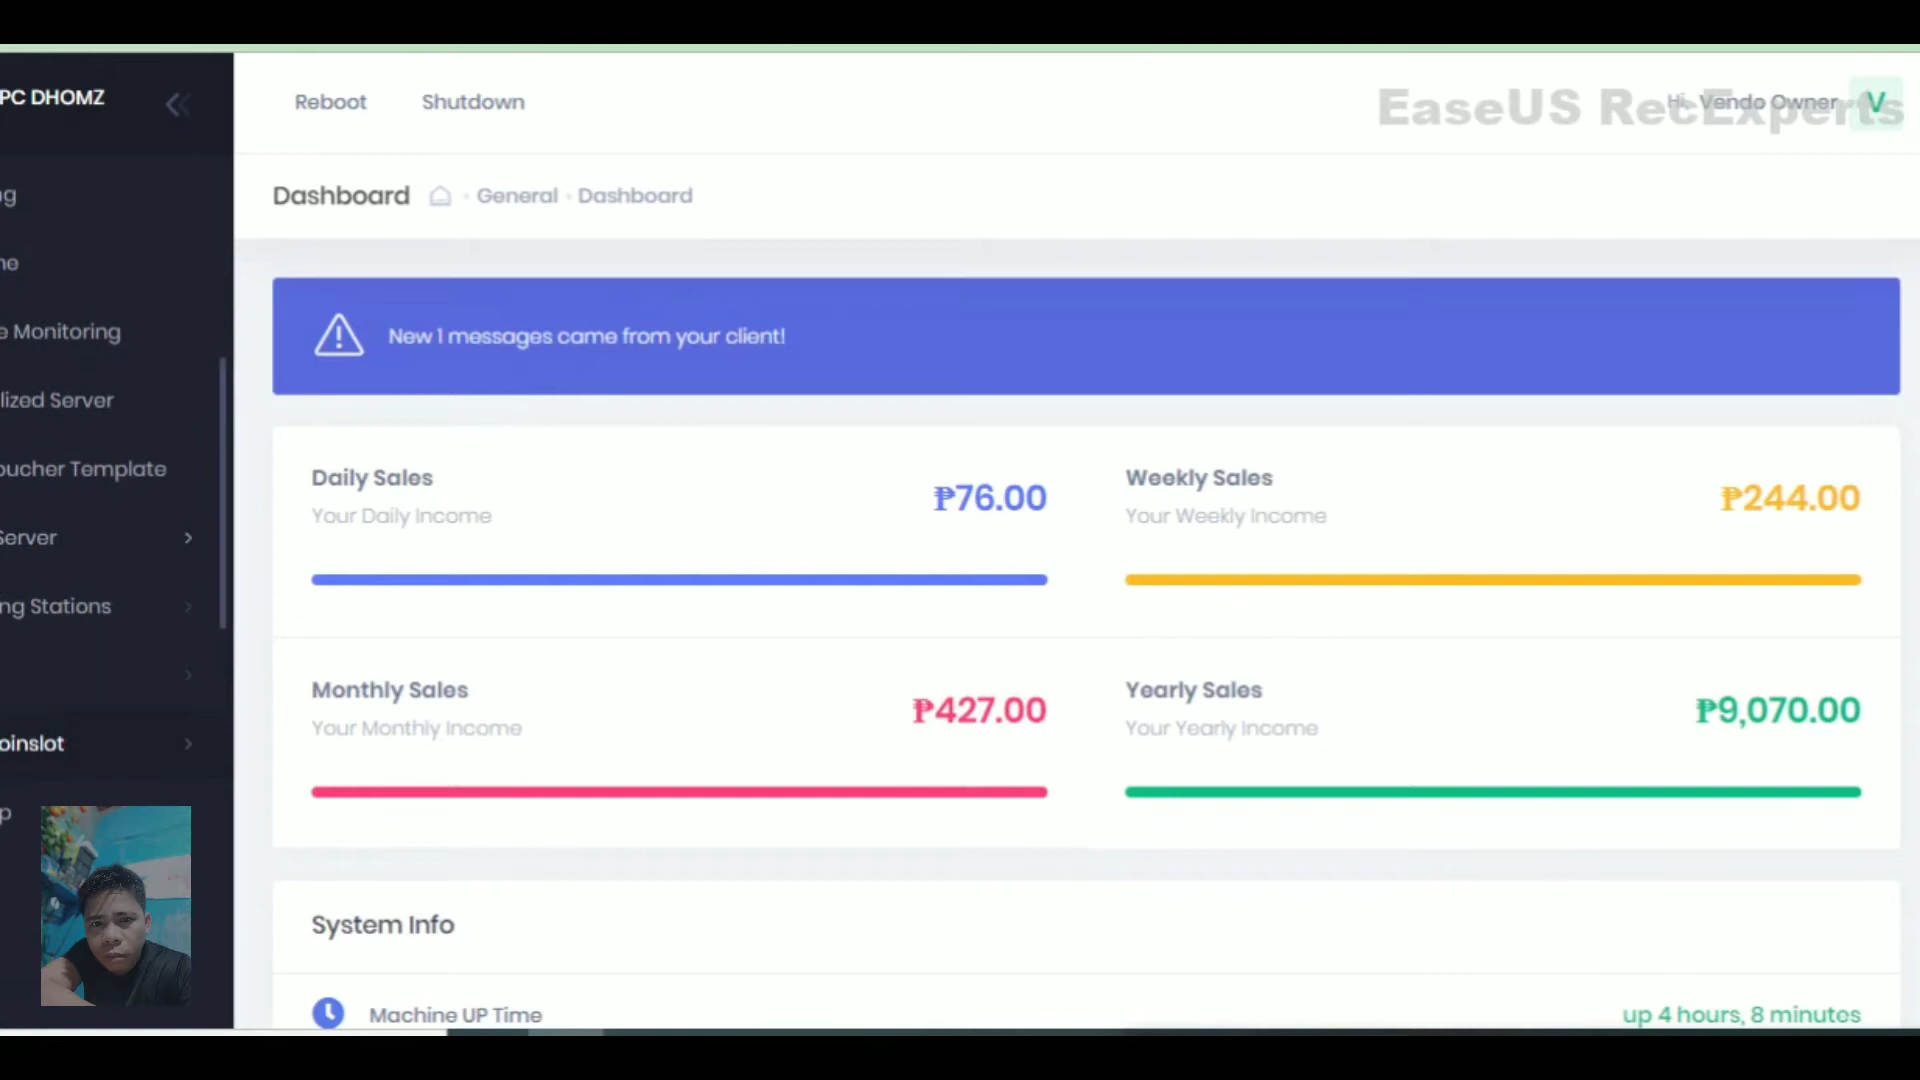 PC DHOMZ
Reboot Shutdown
EaseUS RecExperts
Hi, Vendo Owner V
Dashboard General Dashboard
New 1 messages came from your client!
ng
ne
e Monitoring
lized Server
oucher Template
Server
ng Stations
oinslot
p
Daily Sales
Your Daily Income
₱76.00
Weekly Sales
Your Weekly Income
₱244.00
Monthly Sales
Your Monthly Income
₱427.00
Yearly Sales
Your Yearly Income
₱9,070.00
System Info
Machine UP Time
up 4 hours, 8 minutes